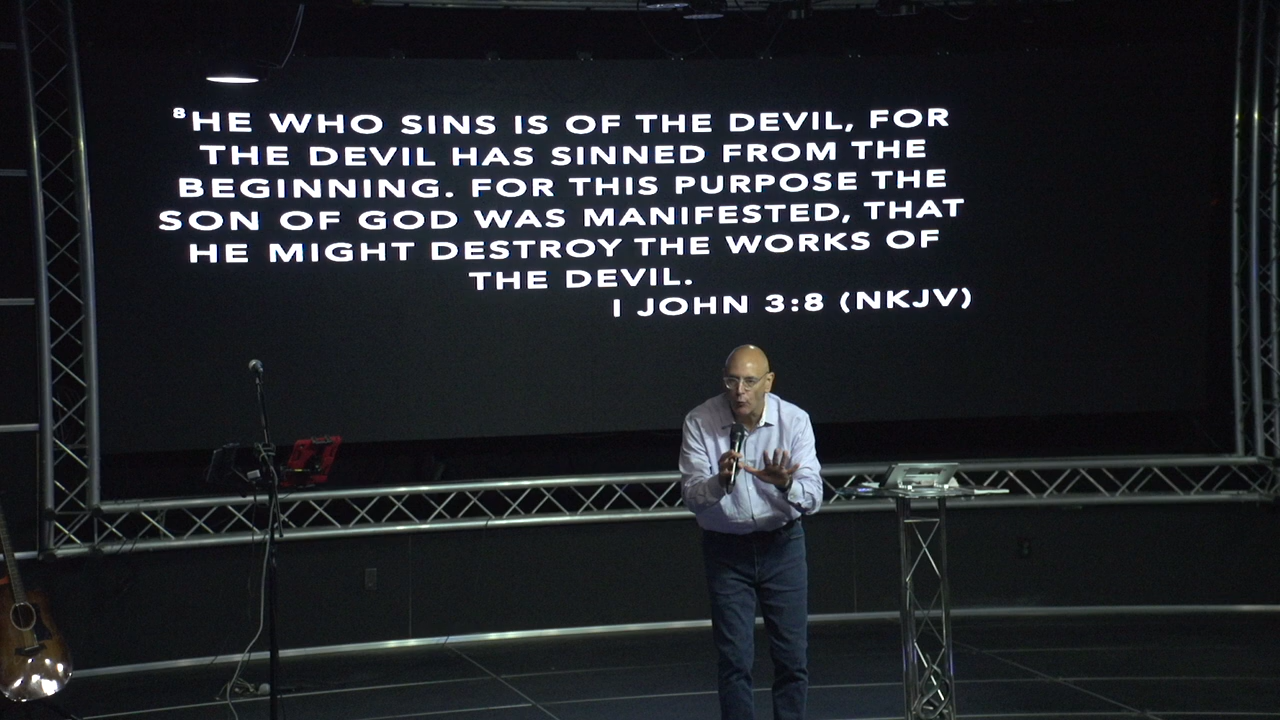 ⁸HE WHO SINS IS OF THE DEVIL, FOR
THE DEVIL HAS SINNED FROM THE
BEGINNING. FOR THIS PURPOSE THE
SON OF GOD WAS MANIFESTED, THAT
HE MIGHT DESTROY THE WORKS OF
THE DEVIL.
I JOHN 3:8 (NKJV)